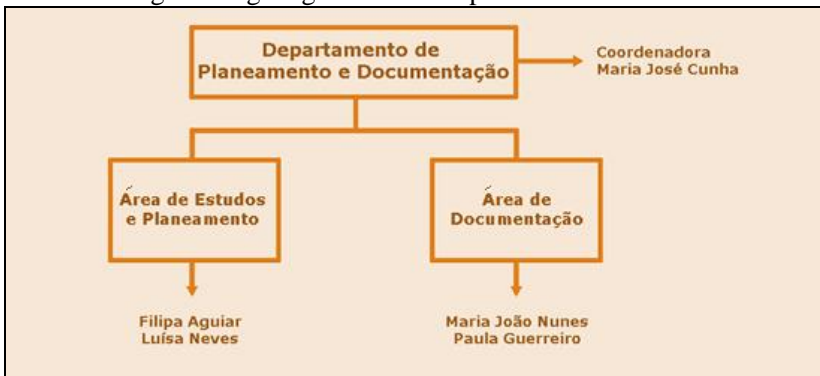 Departamento de
Planeamento e Documentação
Coordenadora
Maria José Cunha
Área de Estudos
e Planeamento
Área de
Documentação
Filipa Aguiar
Luísa Neves
Maria João Nunes
Paula Guerreiro